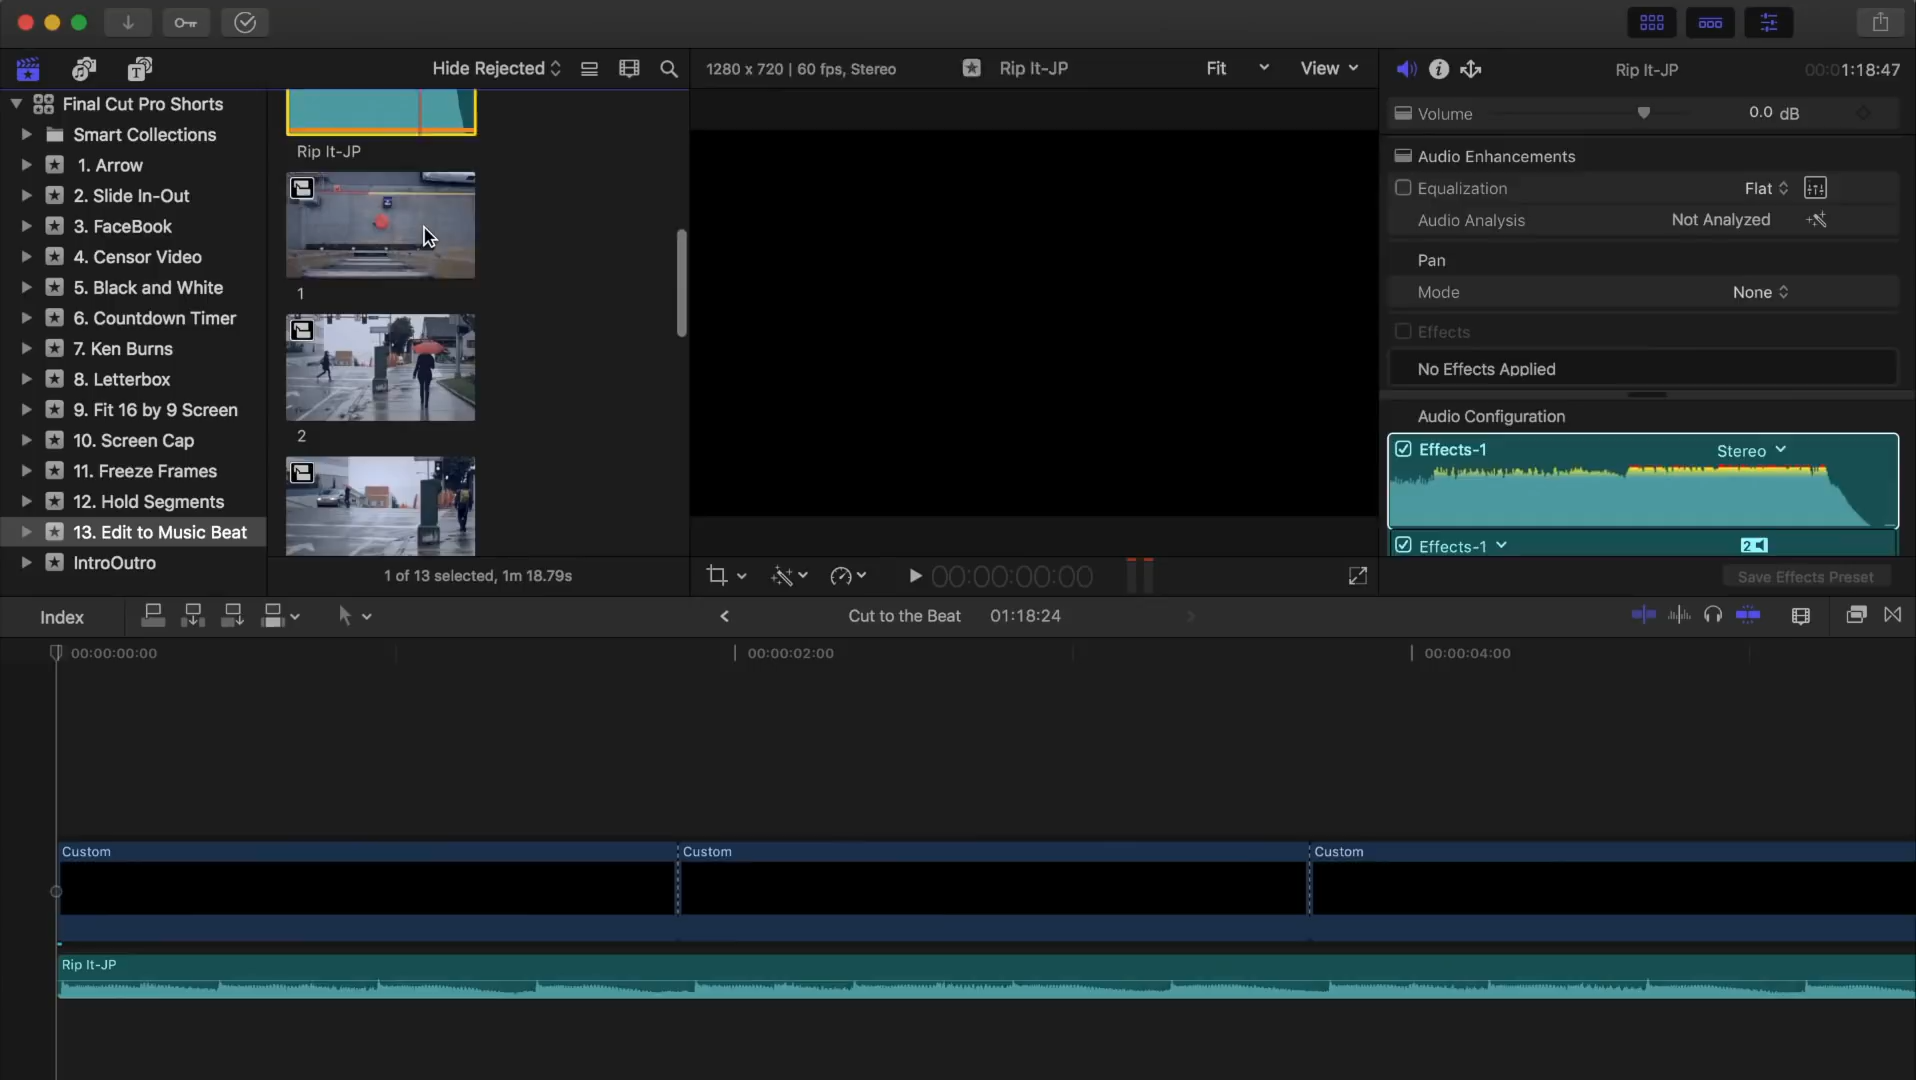 Hide Rejected
1280 x 720 | 60 fps, Stereo
Rip It-JP
Fit
View
Rip It-JP
00:00:01:18:47
Final Cut Pro Shorts
Smart Collections
1. Arrow
2. Slide In-Out
3. FaceBook
4. Censor Video
5. Black and White
6. Countdown Timer
7. Ken Burns
8. Letterbox
9. Fit 16 by 9 Screen
10. Screen Cap
11. Freeze Frames
12. Hold Segments
13. Edit to Music Beat
IntroOutro
Rip It-JP
1
2
1 of 13 selected, 1m 18.79s
00:00:00:00
Volume
0.0 dB
Audio Enhancements
Equalization
Flat
Audio Analysis
Not Analyzed
Pan
Mode
None
Effects
No Effects Applied
Audio Configuration
Effects-1
Stereo
Effects-1
2
Save Effects Preset
Index
Cut to the Beat
01:18:24
00:00:00:00
00:00:02:00
00:00:04:00
Custom
Custom
Custom
Rip It-JP